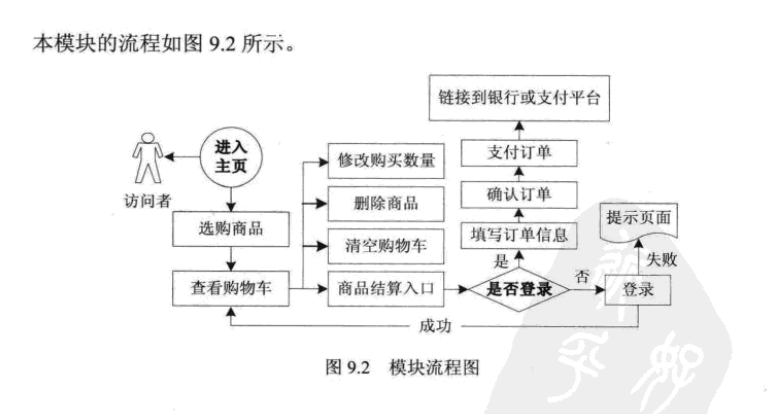 本模块的流程如图 9.2 所示。
链接到银行或支付平台
进入
主页
修改购买数量
支付订单
访问者
删除商品
确认订单
选购商品
清空购物车
填写订单信息
提示页面
是
失败
查看购物车
商品结算入口
是否登录
否
登录
成功
图 9.2 模块流程图